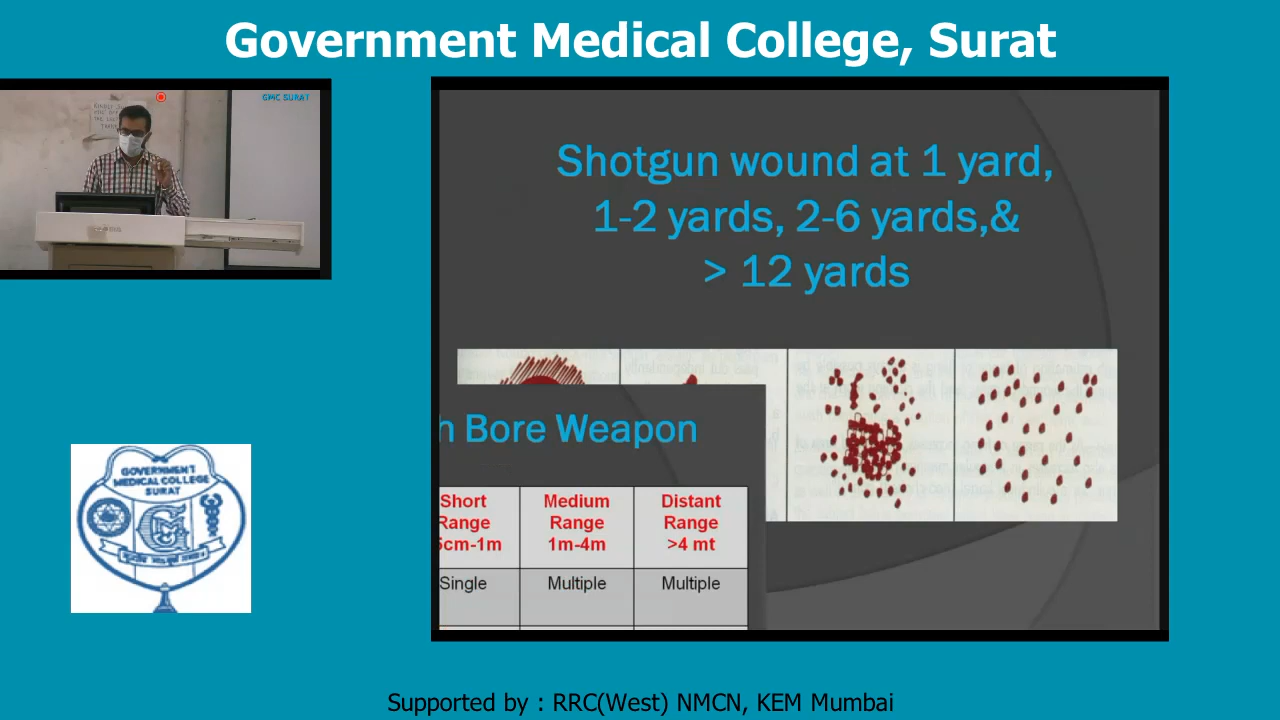 Government Medical College, Surat
GMC SURAT
Shotgun wound at 1 yard,
1-2 yards, 2-6 yards,&
> 12 yards
h Bore Weapon
Short
Range
5cm-1m
Medium
Range
1m-4m
Distant
Range
>4 mt
Single
Multiple
Multiple
GOVERNMENT
MEDICAL COLLEGE
SURAT
Supported by : RRC(West) NMCN, KEM Mumbai